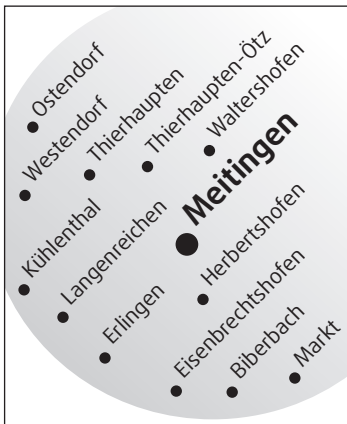 Ostendorf
Westendorf
Thierhaupten
Thierhaupten-Ötz
Waltershofen
Meitingen
Kühlenthal
Langenreichen
Herbertshofen
Erlingen
Eisenbrechtshofen
Biberbach
Markt